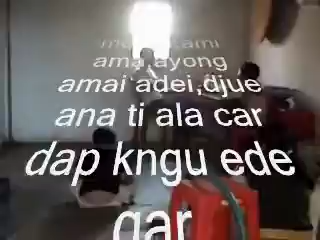 ama ayong
amai adei,djue
ana ti ala car
dap kngu ede
gar